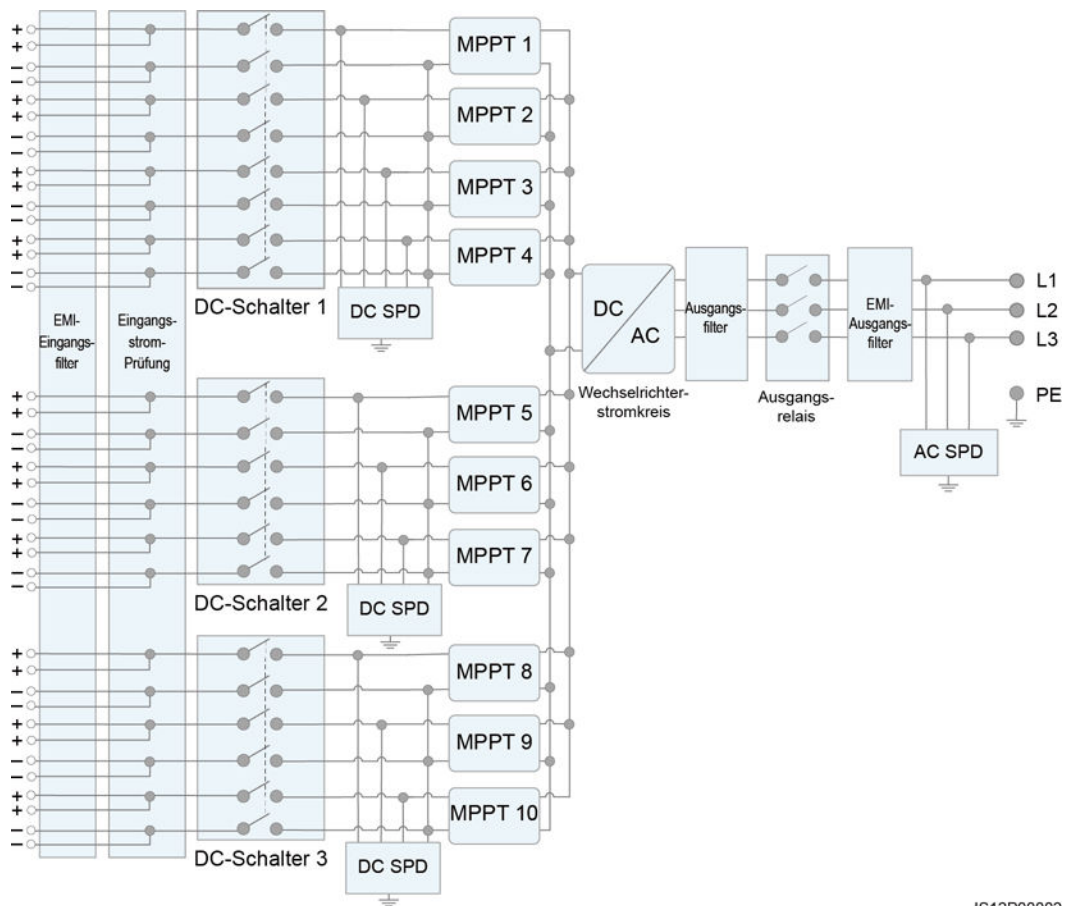 MPPT 1
MPPT 2
MPPT 3
MPPT 4
DC-Schalter 1
DC SPD
EMI-
Eingangs-
filter
Eingangs-
strom-
Prüfung
DC
AC
Wechselrichter-
stromkreis
Ausgangs-
filter
Ausgangs-
relais
EMI-
Ausgangs-
filter
L1
L2
L3
PE
AC SPD
MPPT 5
MPPT 6
MPPT 7
DC-Schalter 2
DC SPD
MPPT 8
MPPT 9
MPPT 10
DC-Schalter 3
DC SPD